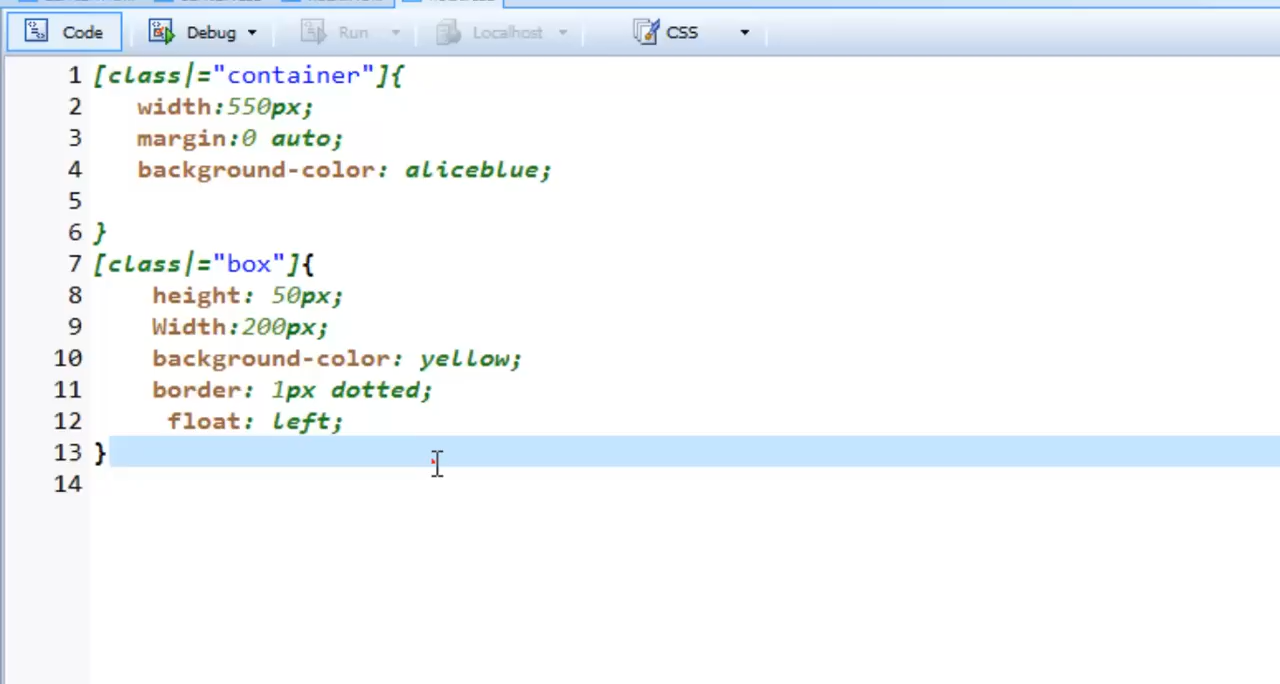 Code Debug Run Localhost CSS
1 [class|="container"]{
2 width:550px;
3 margin:0 auto;
4 background-color: aliceblue;
5
6 }
7 [class|="box"]{
8 height: 50px;
9 Width:200px;
10 background-color: yellow;
11 border: 1px dotted;
12 float: left;
13 }
14